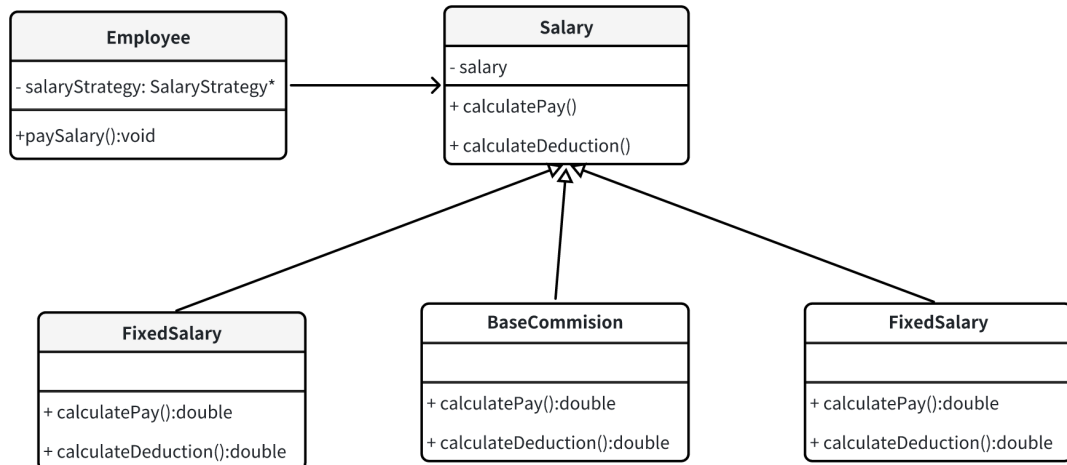 Employee
- salaryStrategy: SalaryStrategy*
+paySalary():void
Salary
- salary
+ calculatePay()
+ calculateDeduction()
FixedSalary
+ calculatePay():double
+ calculateDeduction():double
BaseCommision
+ calculatePay():double
+ calculateDeduction():double
FixedSalary
+ calculatePay():double
+ calculateDeduction():double